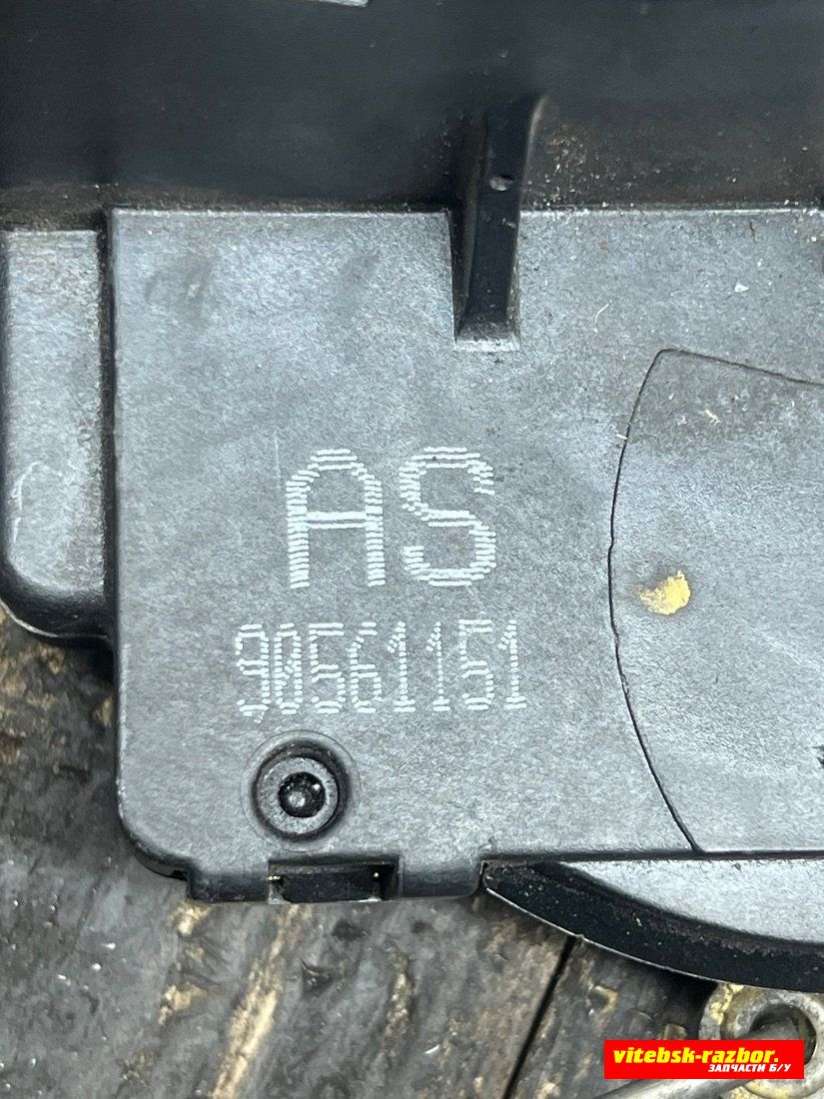 AS
90561151
vitebsk-razbor.
ЗАПЧАСТИ Б/У